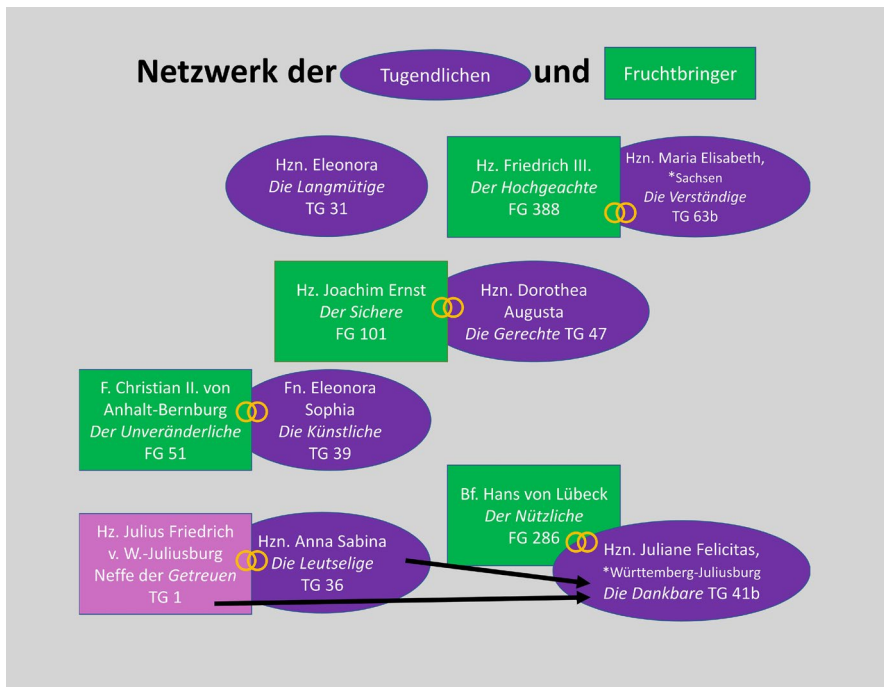 Netzwerk der Tugendlichen und Fruchtbringer
Hzn. Eleonora
Die Langmütige
TG 31
Hz. Friedrich III.
Der Hochgeachte
FG 388
Hzn. Maria Elisabeth,
*Sachsen
Die Verständige
TG 63b
Hz. Joachim Ernst
Der Sichere
FG 101
Hzn. Dorothea
Augusta
Die Gerechte TG 47
F. Christian II. von
Anhalt-Bernburg
Der Unveränderliche
FG 51
Fn. Eleonora
Sophia
Die Künstliche
TG 39
Bf. Hans von Lübeck
Der Nützliche
FG 286
Hz. Julius Friedrich
v. W.-Juliusburg
Neffe der Getreuen
TG 1
Hzn. Anna Sabina
Die Leutselige
TG 36
Hzn. Juliane Felicitas,
*Württemberg-Juliusburg
Die Dankbare TG 41b